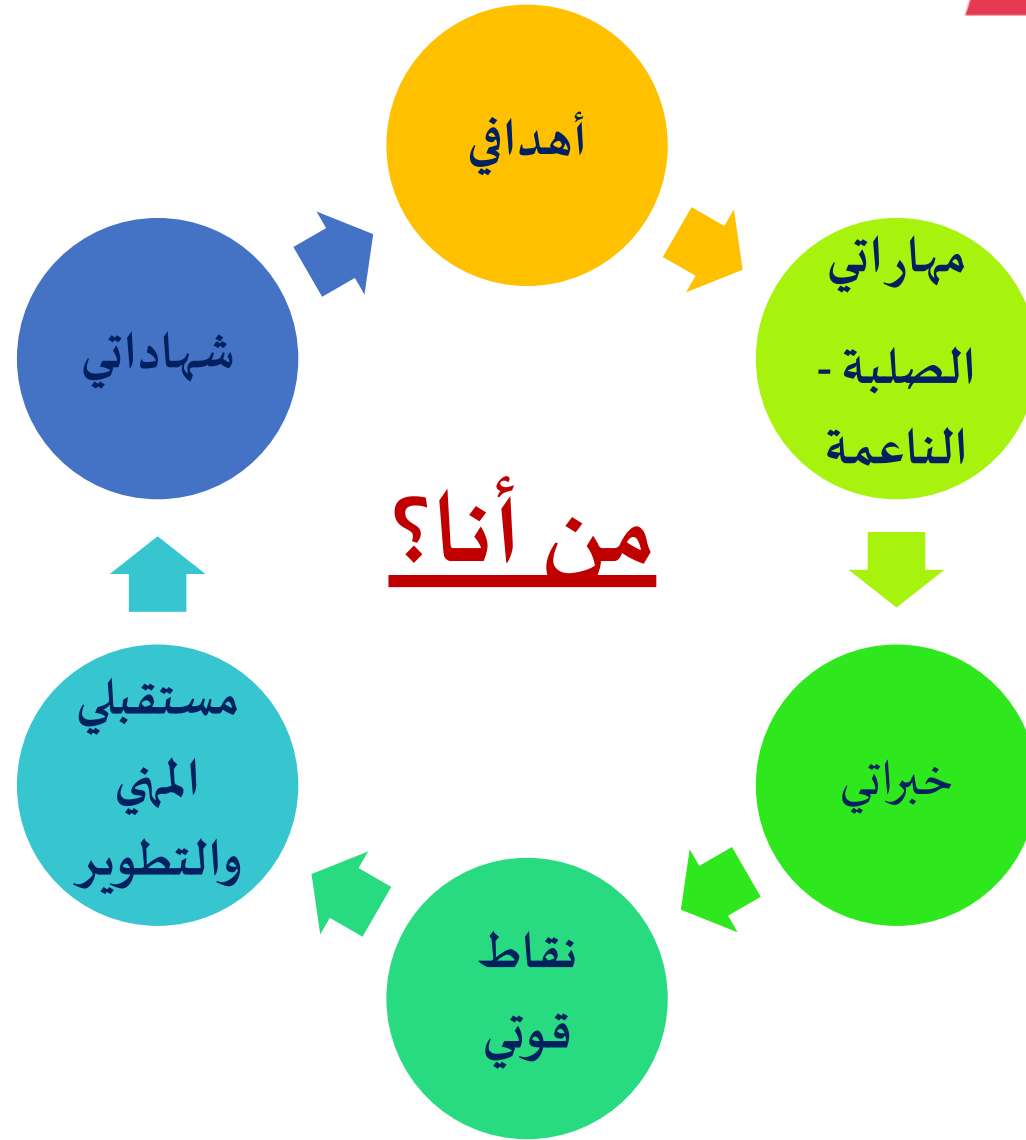 أهدافي
مهاراتي
الصلبة -
الناعمة
خبراتي
نقاط
قوتي
مستقبلي
المهني
والتطوير
شهاداتي
من أنا؟